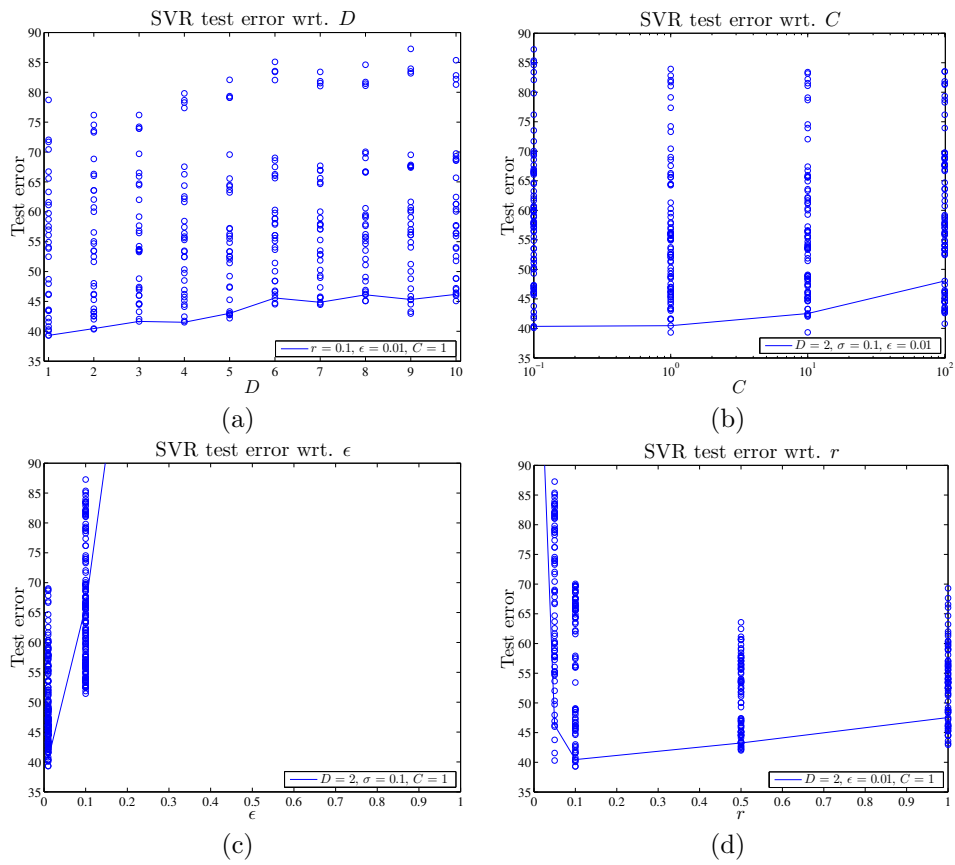 SVR test error wrt. D
90
85
80
75
70
65
60
55
50
45
40
35
Test error
1 2 3 4 5 6 7 8 9 10
D
r = 0.1, ϵ = 0.01, C = 1
(a)
SVR test error wrt. C
90
85
80
75
70
65
60
55
50
45
40
35
Test error
10⁻¹ 10⁰ 10¹ 10²
C
D = 2, σ = 0.1, ϵ = 0.01
(b)
SVR test error wrt. ϵ
90
85
80
75
70
65
60
55
50
45
40
35
Test error
0 0.1 0.2 0.3 0.4 0.5 0.6 0.7 0.8 0.9 1
ϵ
D = 2, σ = 0.1, C = 1
(c)
SVR test error wrt. r
90
85
80
75
70
65
60
55
50
45
40
35
Test error
0 0.1 0.2 0.3 0.4 0.5 0.6 0.7 0.8 0.9 1
r
D = 2, ϵ = 0.01, C = 1
(d)